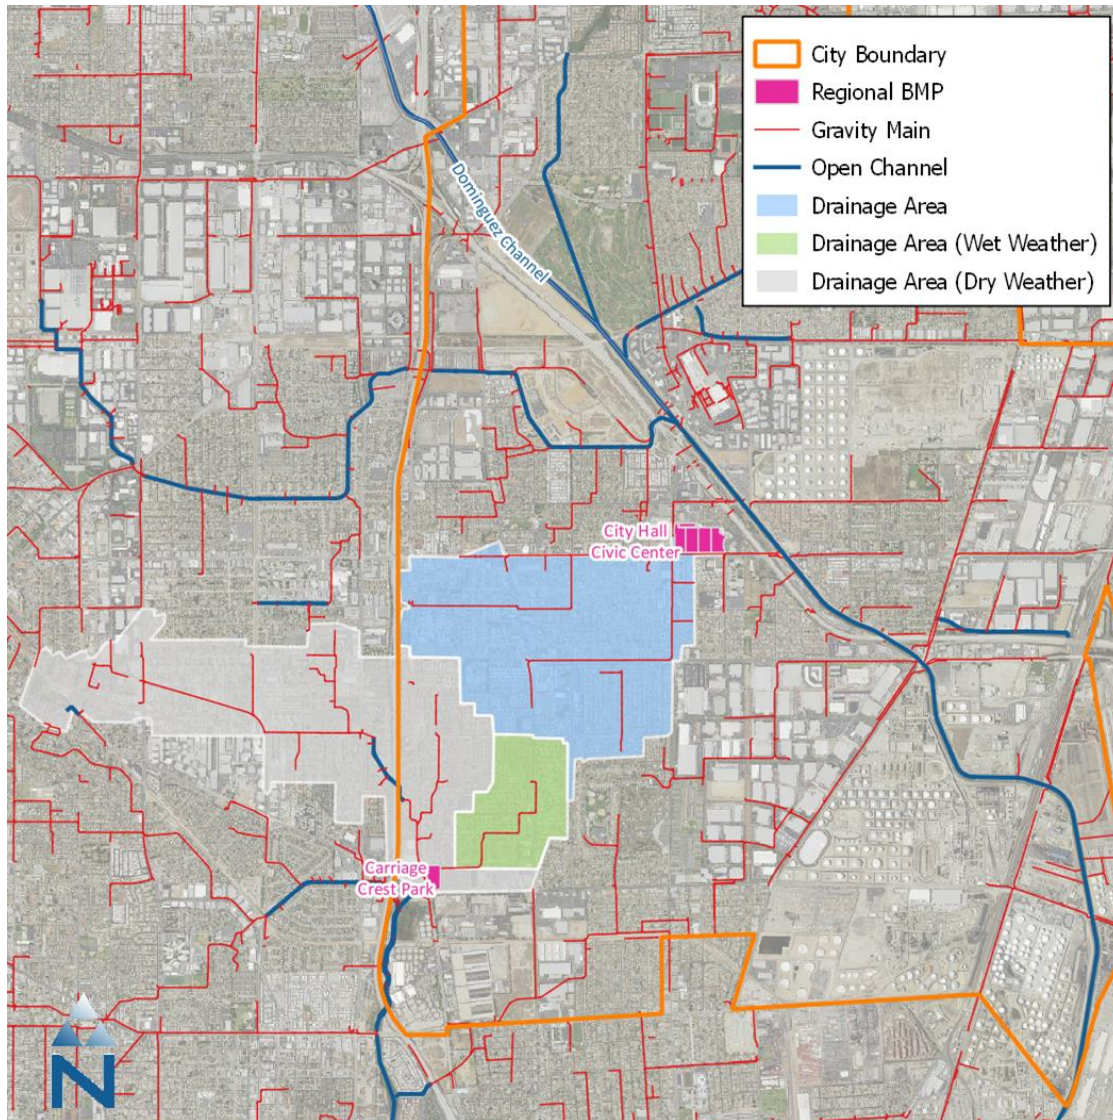 City Boundary
Regional BMP
Gravity Main
Open Channel
Drainage Area
Drainage Area (Wet Weather)
Drainage Area (Dry Weather)
Dominguez Channel
City Hall
Civic Center
Carriage
Crest Park
N